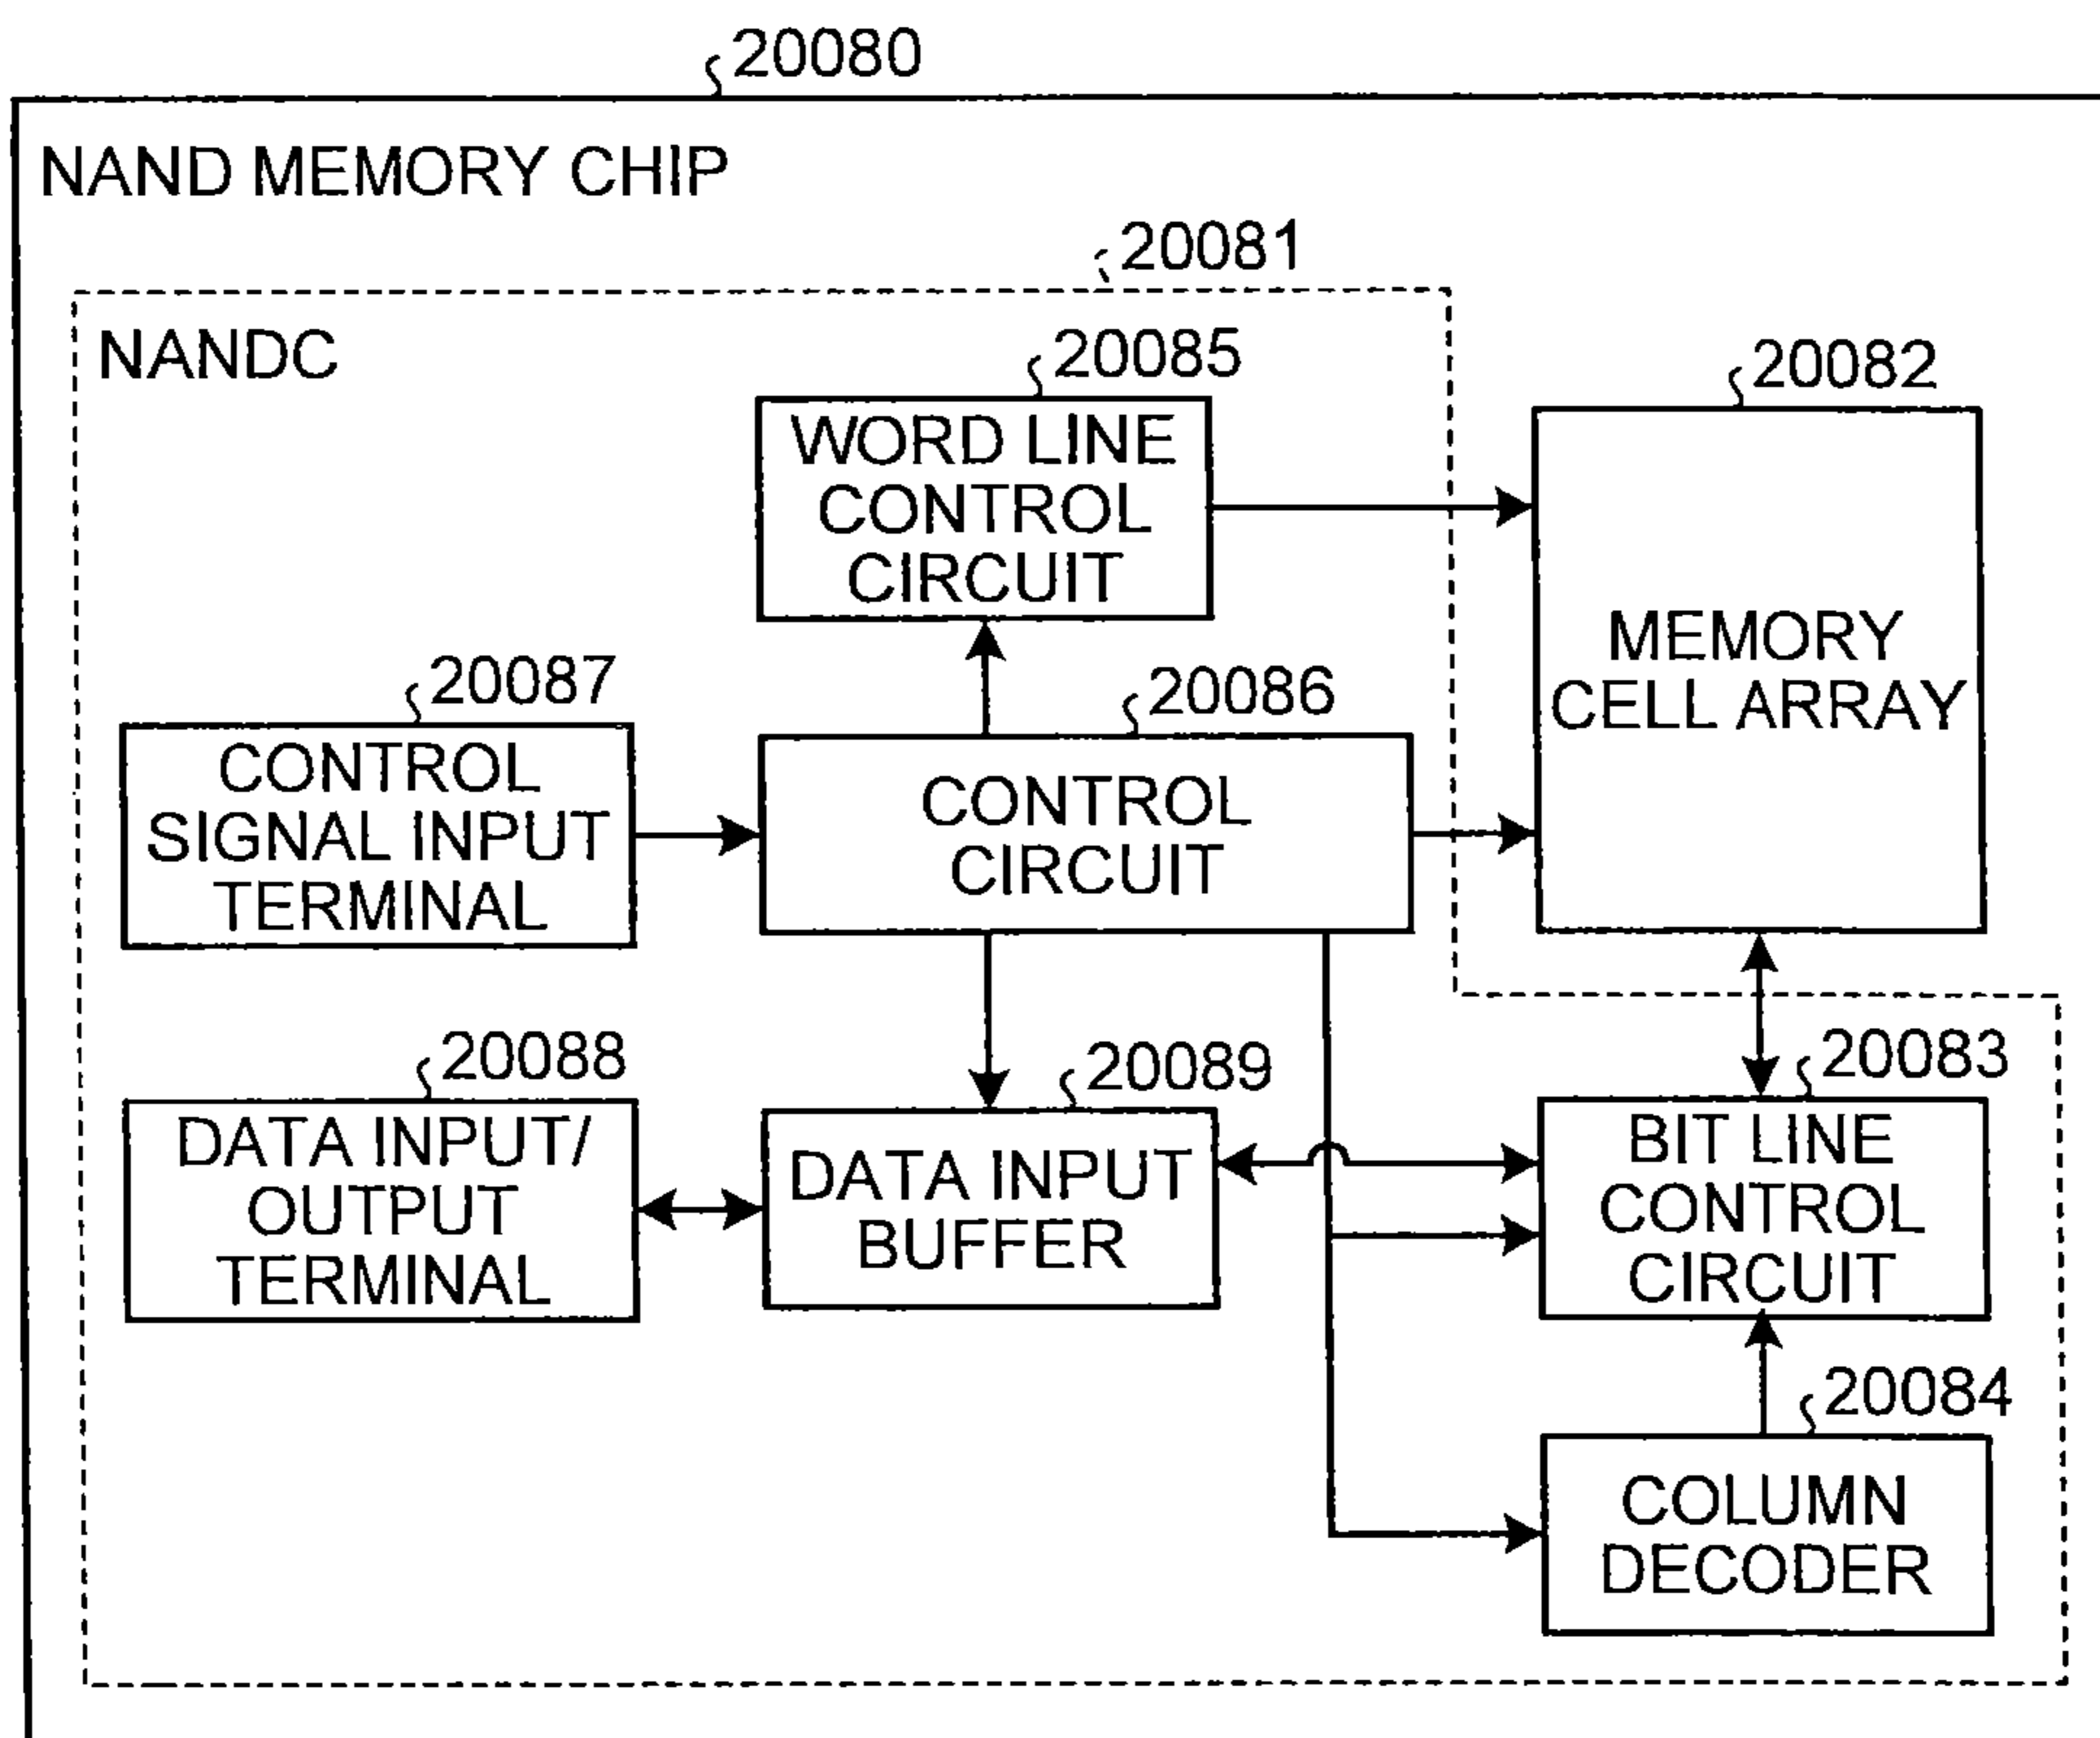 20080
NAND MEMORY CHIP
20081
NANDC
20085
WORD LINE
CONTROL
CIRCUIT
20082
MEMORY
CELL ARRAY
20087
CONTROL
SIGNAL INPUT
TERMINAL
20086
CONTROL
CIRCUIT
20088
DATA INPUT/
OUTPUT
TERMINAL
20089
DATA INPUT
BUFFER
20083
BIT LINE
CONTROL
CIRCUIT
20084
COLUMN
DECODER